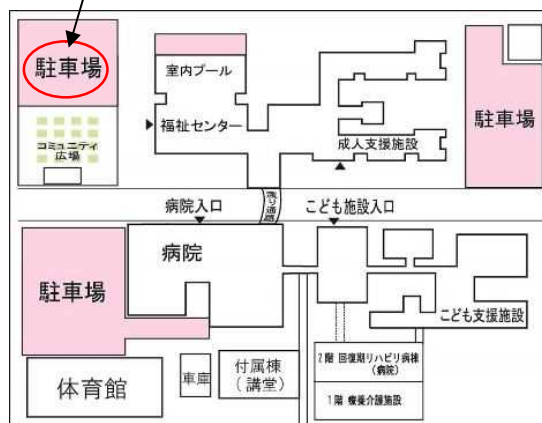 駐車場
室内プール
福祉センター
成人支援施設
駐車場
コミュニティ
広場
渡り通路
病院入口
こども施設入口
病院
駐車場
こども支援施設
体育館
車庫
付属棟
(講堂)
2階 回復期リハビリ病棟
(病院)
1階 療養介護施設